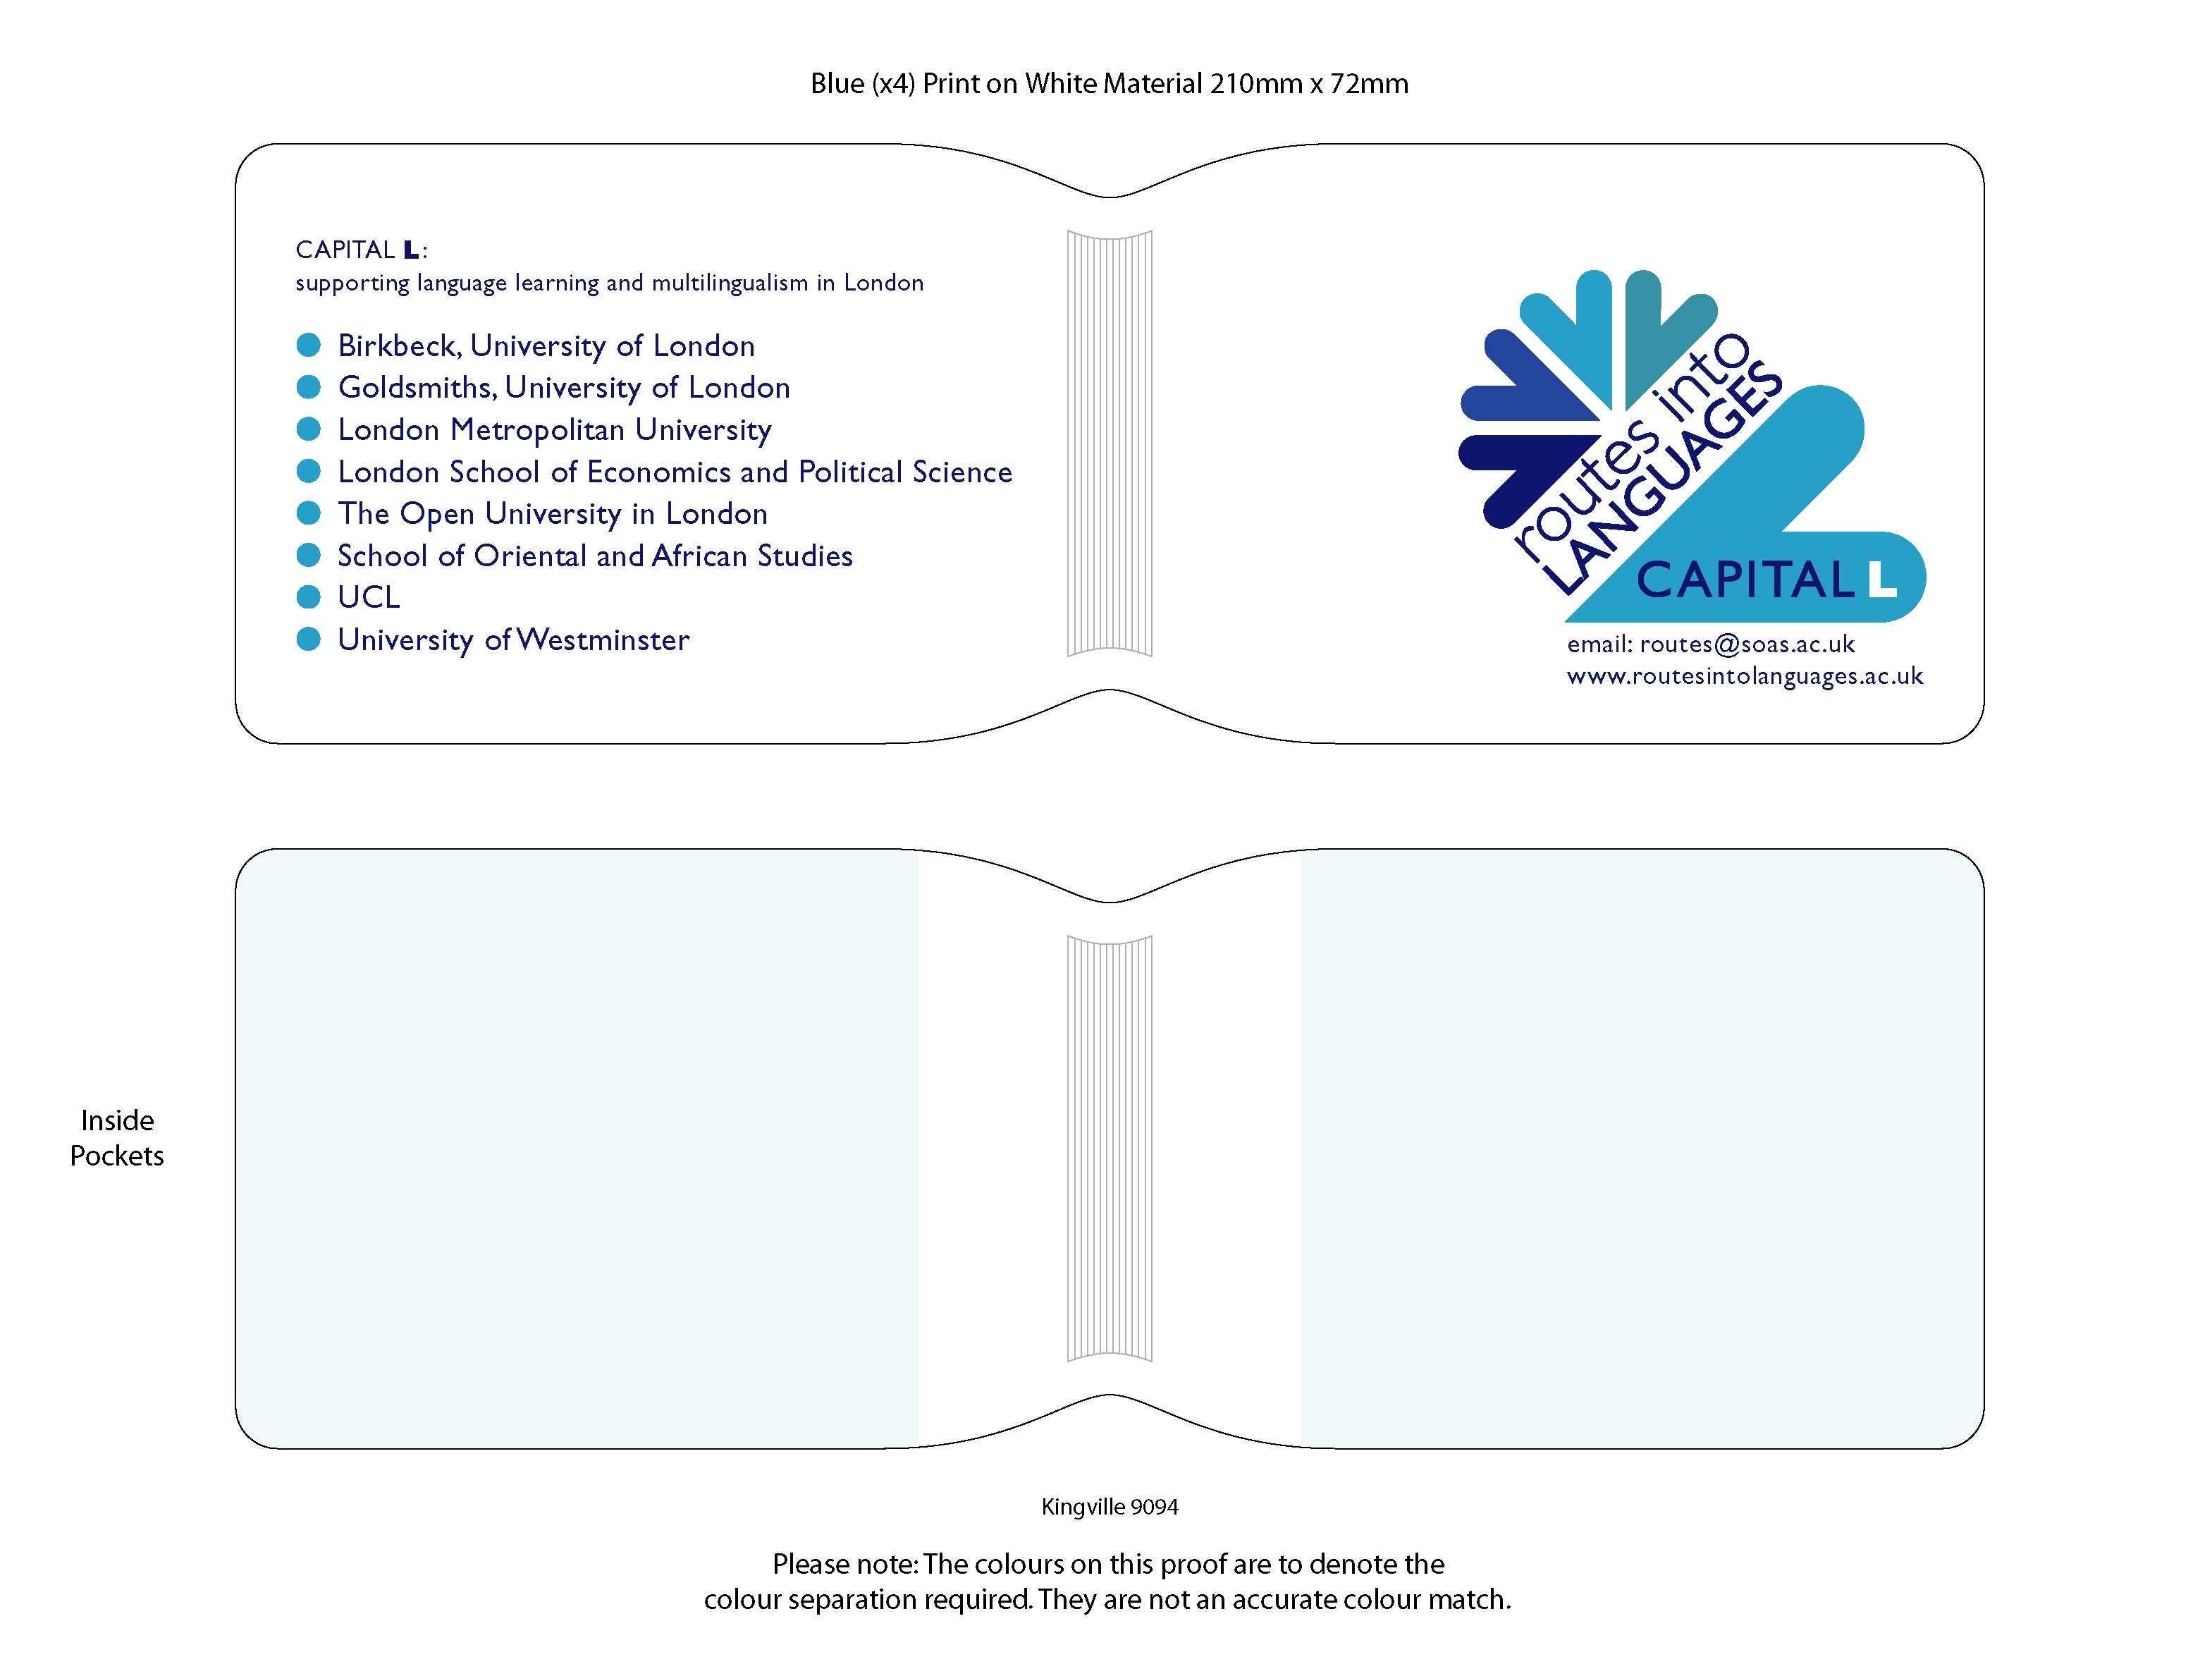 Blue (x4) Print on White Material 210mm x 72mm
CAPITAL L:
supporting language learning and multilingualism in London
Birkbeck, University of London
Goldsmiths, University of London
London Metropolitan University
London School of Economics and Political Science
The Open University in London
School of Oriental and African Studies
UCL
University of Westminster
routes into
LANGUAGES
CAPITAL L
email: routes@soas.ac.uk
www.routesintolanguages.ac.uk
Inside
Pockets
Kingville 9094
Please note: The colours on this proof are to denote the
colour separation required. They are not an accurate colour match.